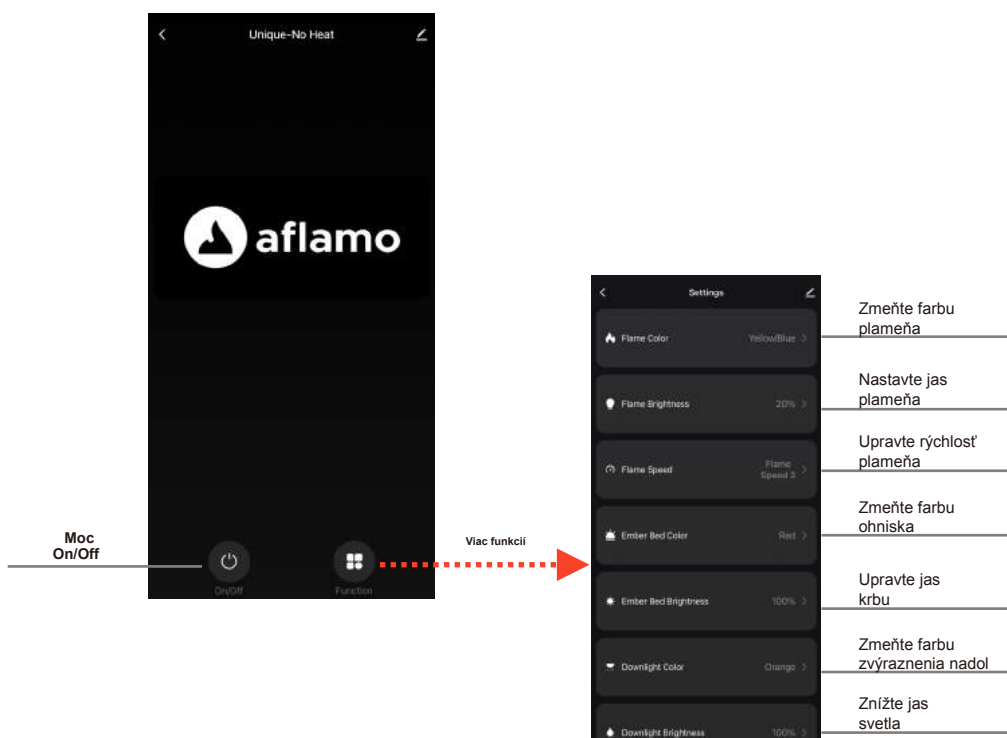 Unique-No Heat
aflamo
Moc
On/Off
On/Off
Function
Viac funkcií
Settings
Flame Color
Yellow/Blue
Zmeňte farbu
plameňa
Flame Brightness
20%
Nastavte jas
plameňa
Flame Speed
Flame
Speed 3
Upravte rýchlosť
plameňa
Ember Bed Color
Red
Zmeňte farbu
ohniska
Ember Bed Brightness
100%
Upravte jas
krbu
Downlight Color
Orange
Zmeňte farbu
zvýraznenia nadol
Downlight Brightness
100%
Znížte jas
svetla